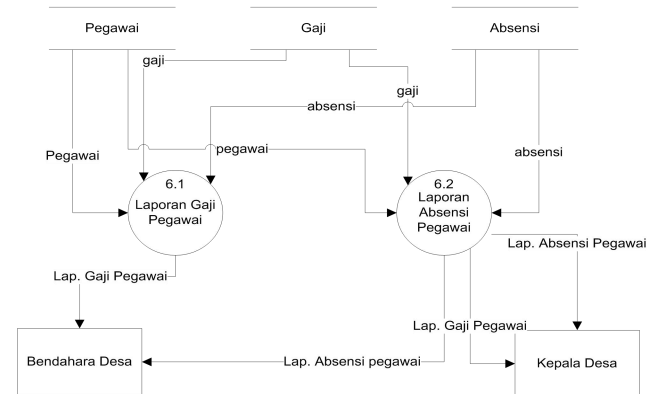 Pegawai
Gaji
Absensi
gaji
gaji
absensi
Pegawai
pegawai
absensi
6.1
Laporan Gaji
Pegawai
6.2
Laporan
Absensi
Pegawai
Lap. Absensi Pegawai
Lap. Gaji Pegawai
Lap. Gaji Pegawai
Bendahara Desa
Lap. Absensi pegawai
Kepala Desa